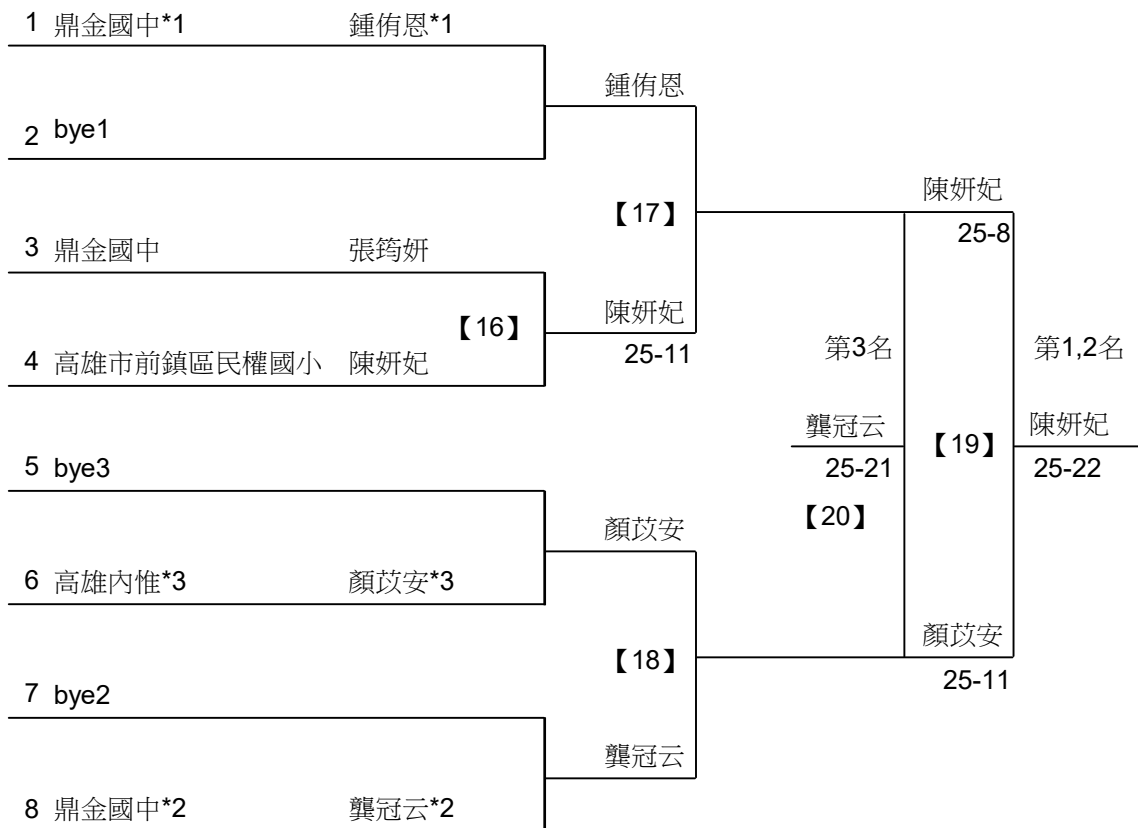 1 鼎金國中*1 鍾侑恩*1
鍾侑恩
2 bye1
陳妍妃
【17】
25-8
3 鼎金國中 張筠妍
陳妍妃
【16】
25-11
第3名
第1,2名
4 高雄市前鎮區民權國小 陳妍妃
龔冠云
【19】
陳妍妃
5 bye3
25-21
25-22
【20】
顏苡安
6 高雄內惟*3 顏苡安*3
顏苡安
【18】
25-11
7 bye2
龔冠云
8 鼎金國中*2 龔冠云*2